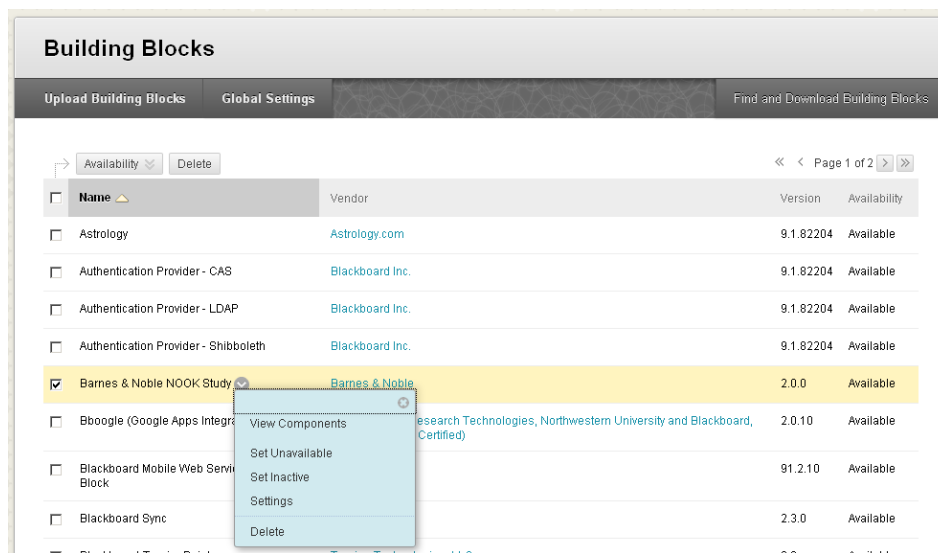 Building Blocks
Upload Building Blocks Global Settings Find and Download Building Blocks
Availability Delete Page 1 of 2
Name Vendor Version Availability
Astrology Astrology.com 9.1.82204 Available
Authentication Provider - CAS Blackboard Inc. 9.1.82204 Available
Authentication Provider - LDAP Blackboard Inc. 9.1.82204 Available
Authentication Provider - Shibboleth Blackboard Inc. 9.1.82204 Available
Barnes & Noble NOOK Study Barnes & Noble 2.0.0 Available
Bboogle (Google Apps Integra esearch Technologies, Northwestern University and Blackboard, 2.0.10 Available
Certified)
View Components
Set Unavailable
Set Inactive
Settings
Delete
Blackboard Mobile Web Servi 91.2.10 Available
Block
Blackboard Sync 2.3.0 Available